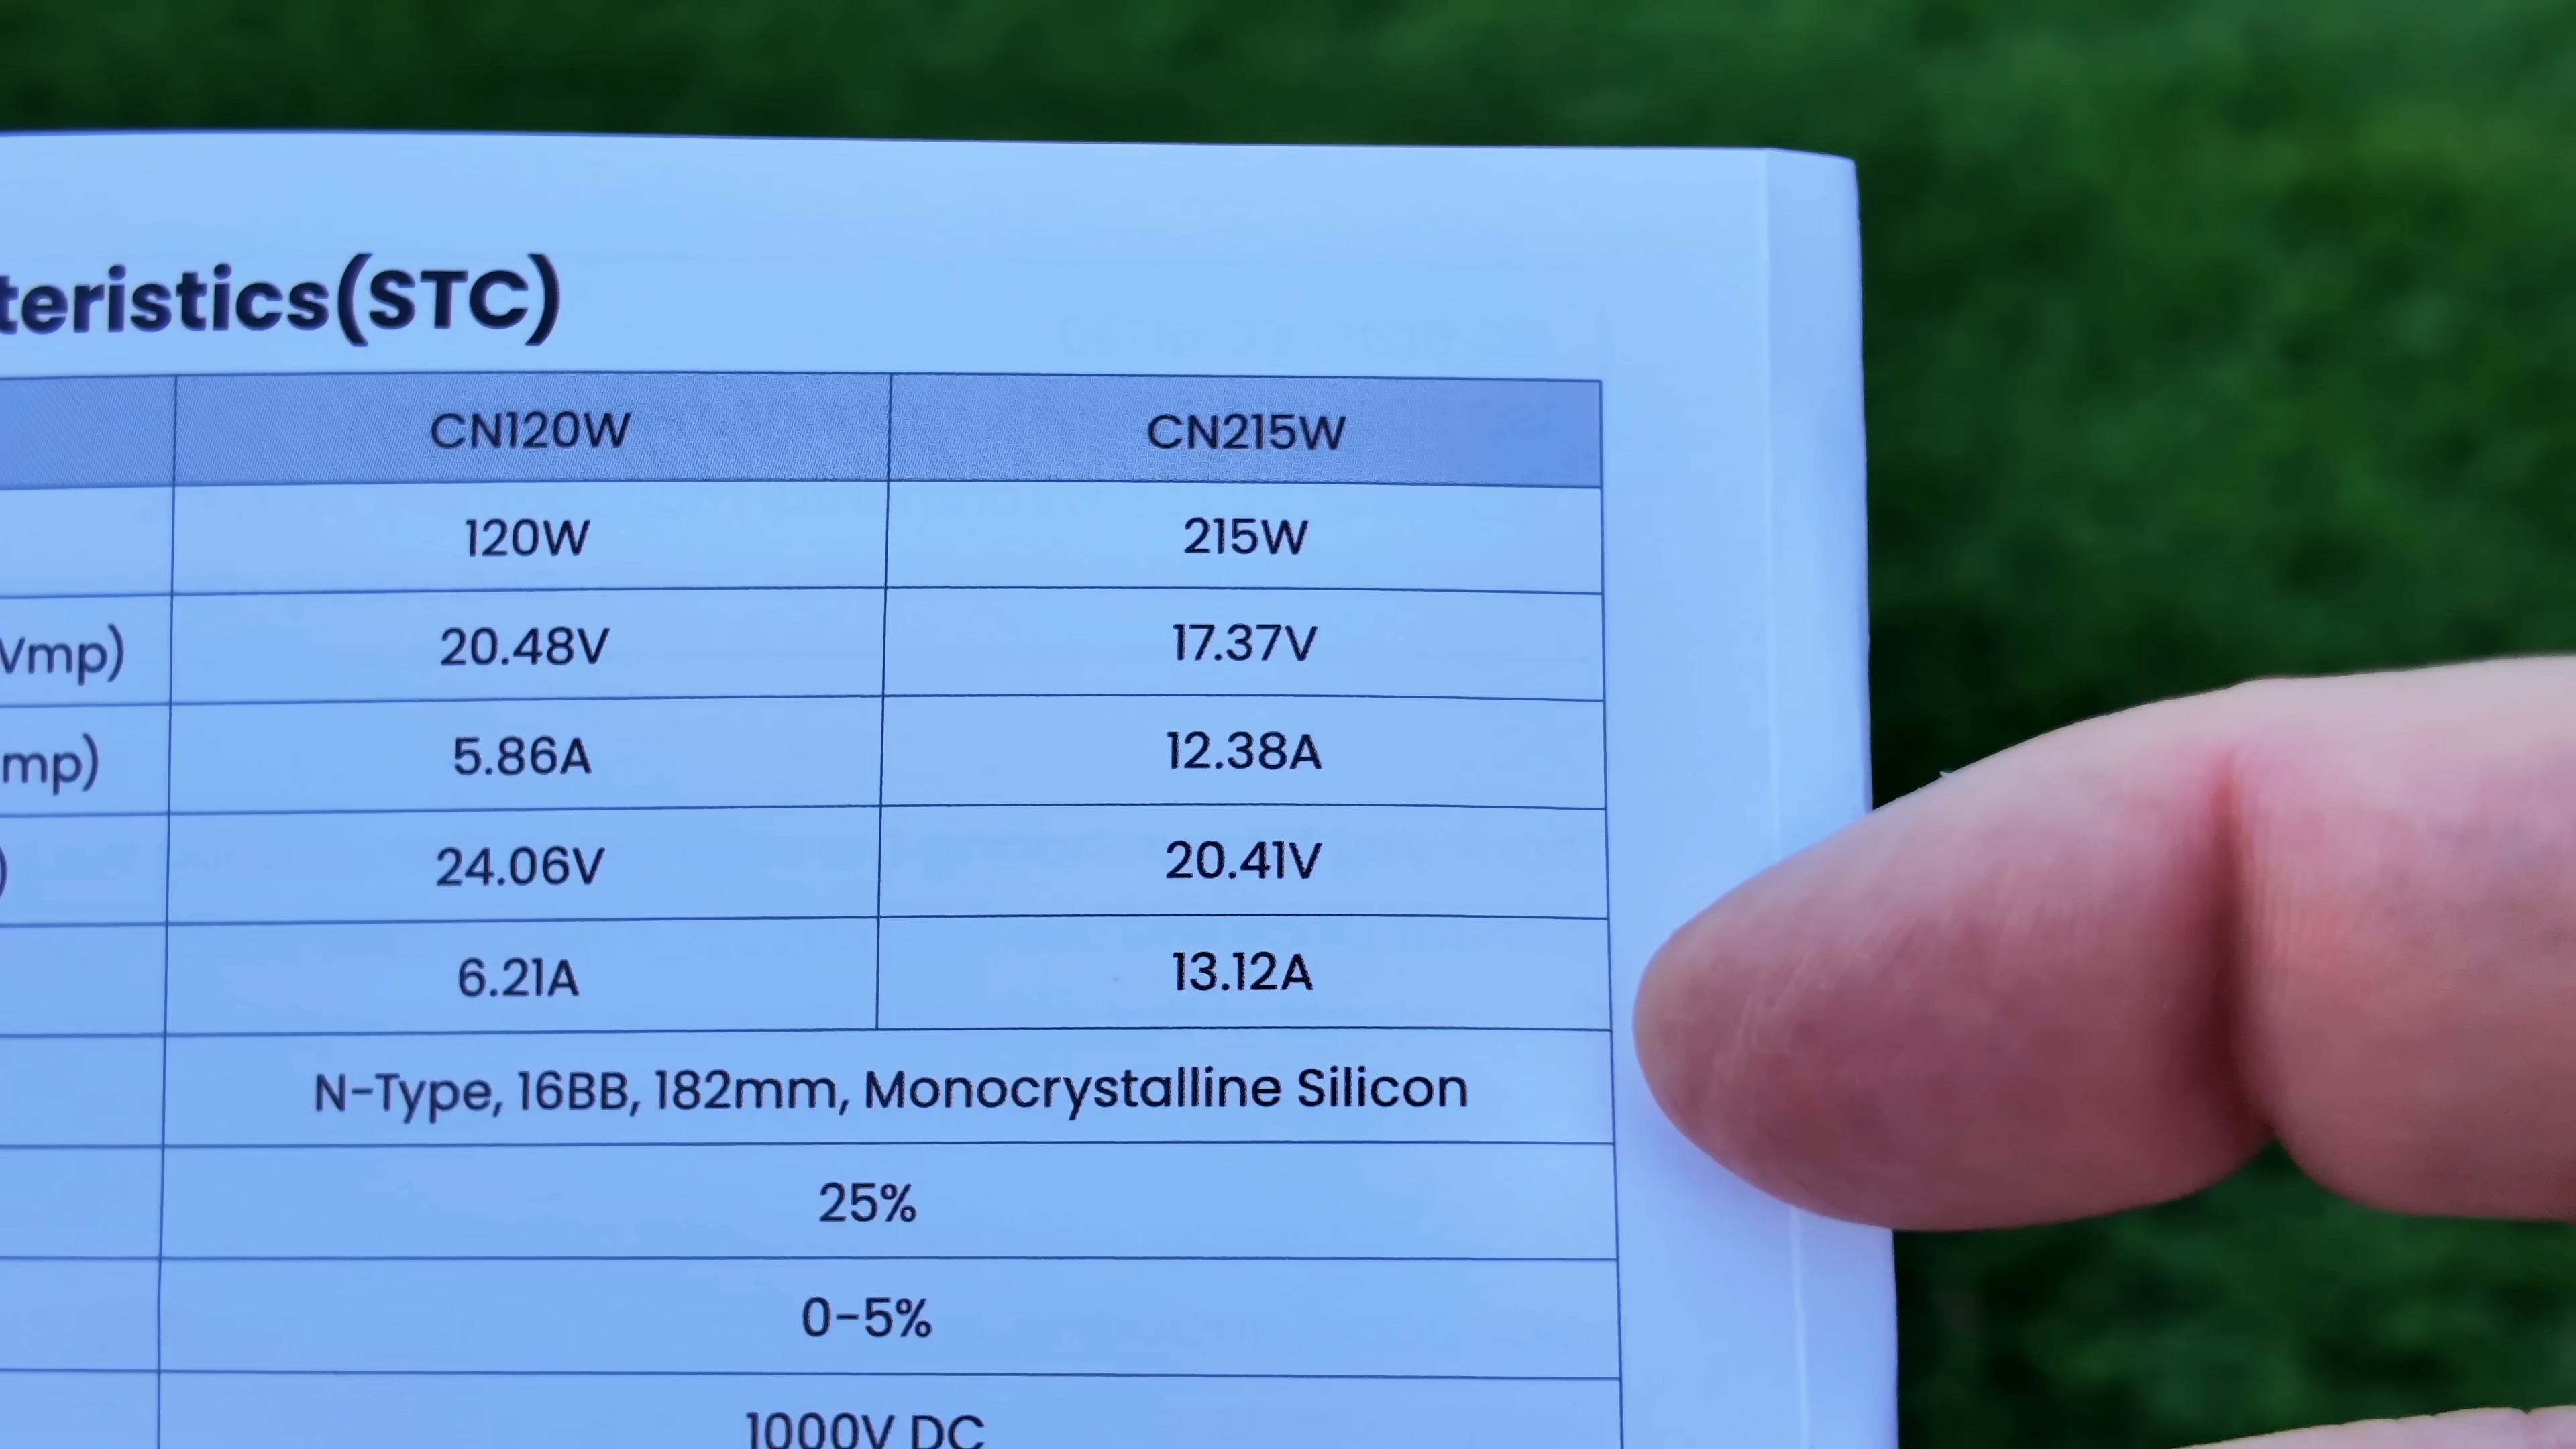 teristics(STC)
CN120W CN215W
120W 215W
Vmp) 20.48V 17.37V
mp) 5.86A 12.38A
) 24.06V 20.41V
6.21A 13.12A
N-Type, 16BB, 182mm, Monocrystalline Silicon
25%
0-5%
1000V DC